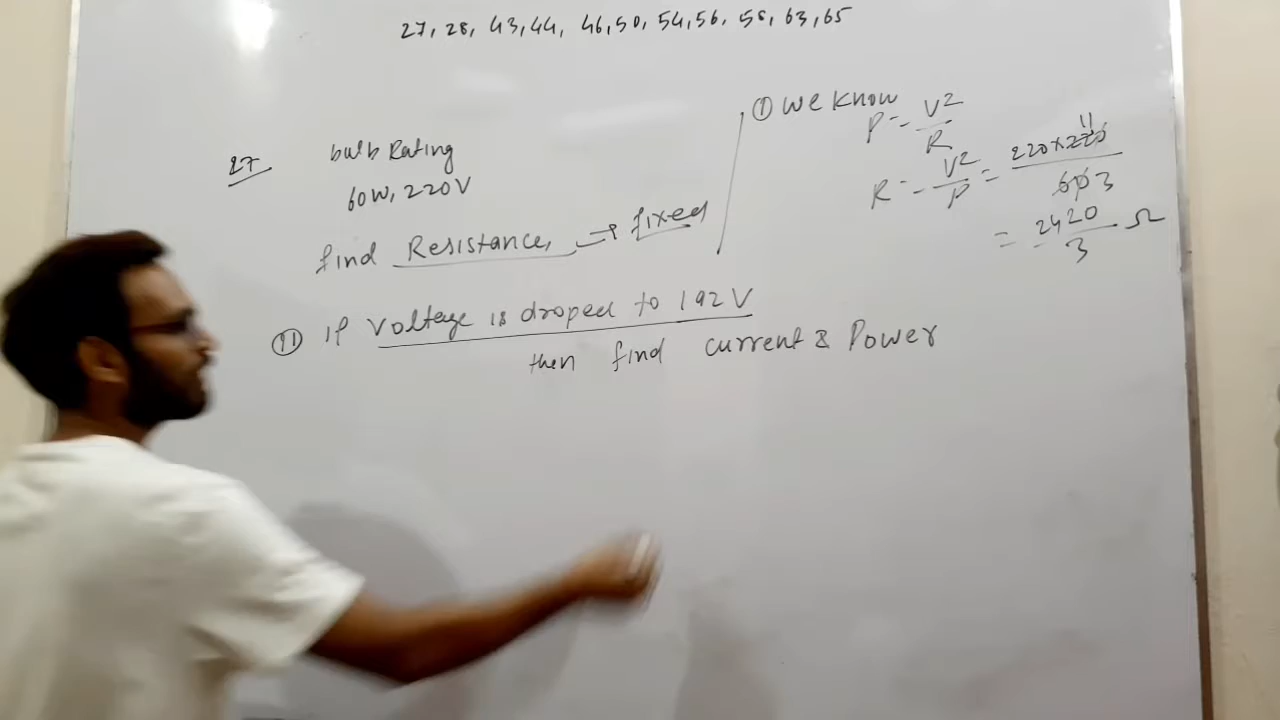 27, 28, 43, 44, 46, 50, 54, 56, 58, 63, 65
27
bulb Rating
60W, 220V
find Resistance, → fixed
(11) if voltage is droped to 192 V
then find current & Power
(1) We Know
P = V²/R
R = V²/P = 220×220/60 11 3
= 2420/3 Ω